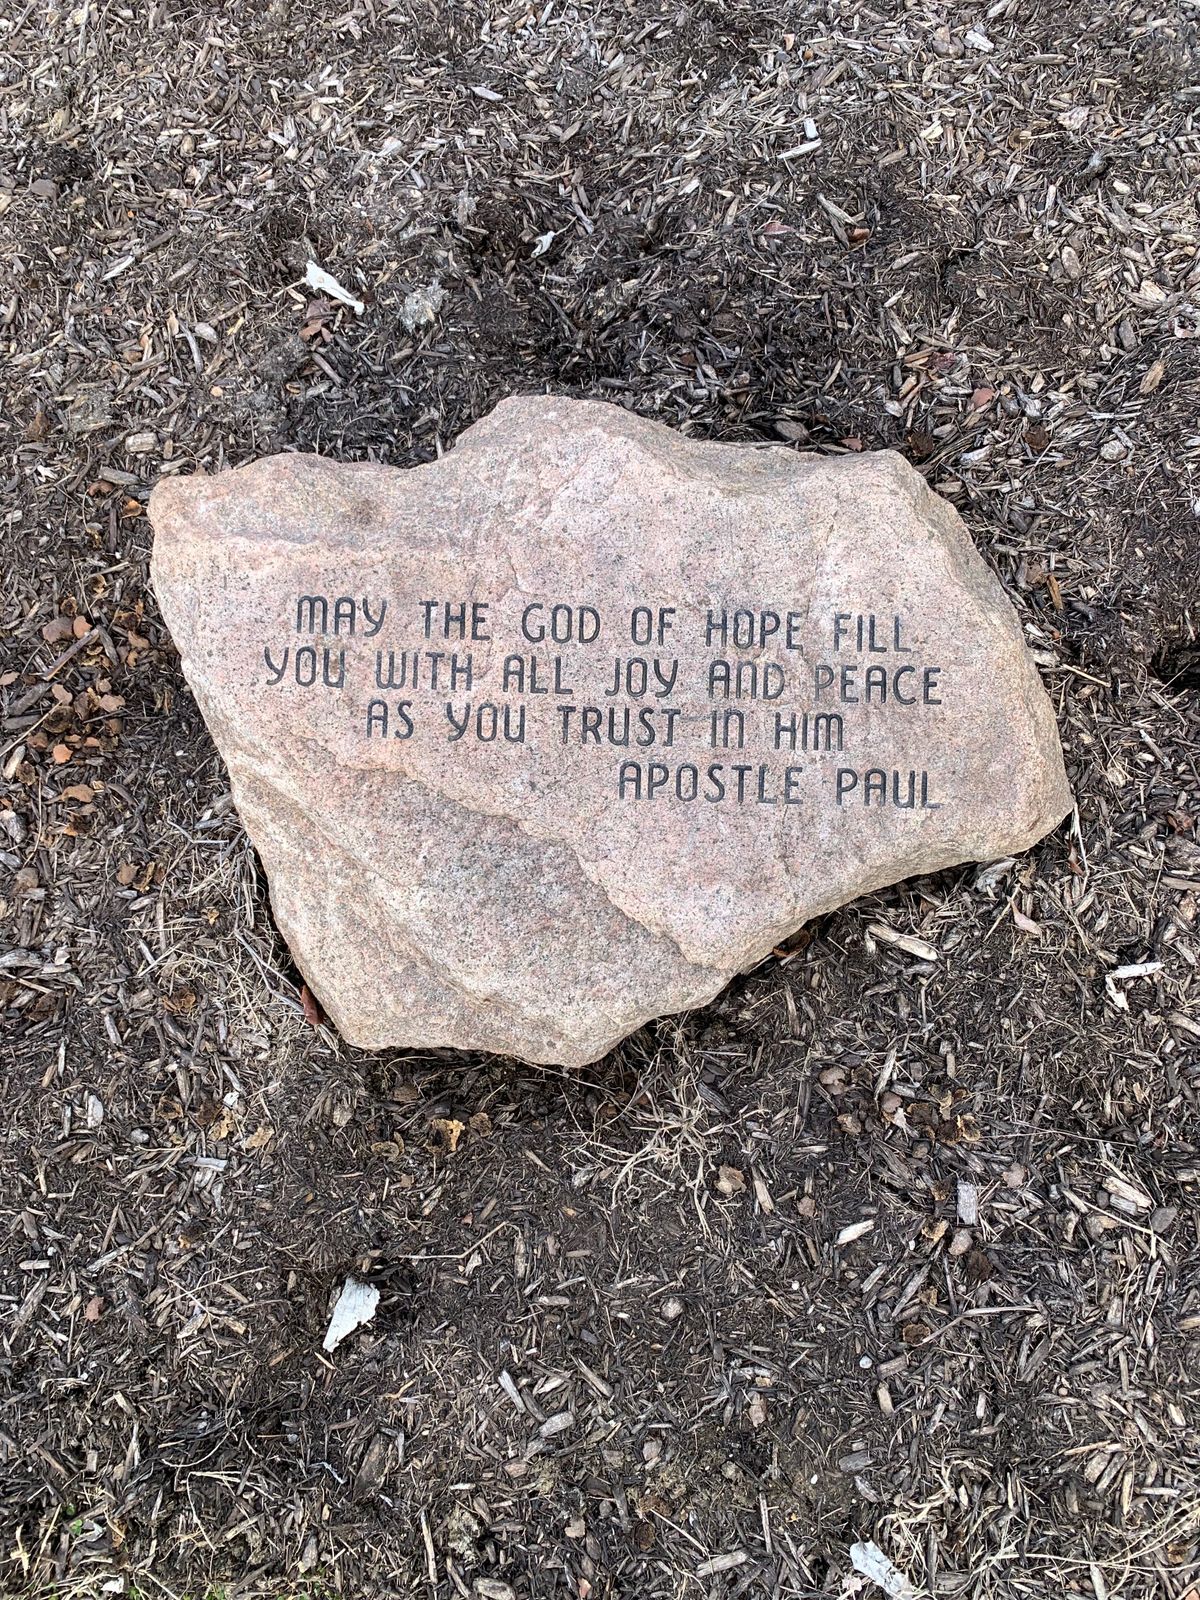 MAY THE GOD OF HOPE FILL
YOU WITH ALL JOY AND PEACE
AS YOU TRUST IN HIM
APOSTLE PAUL